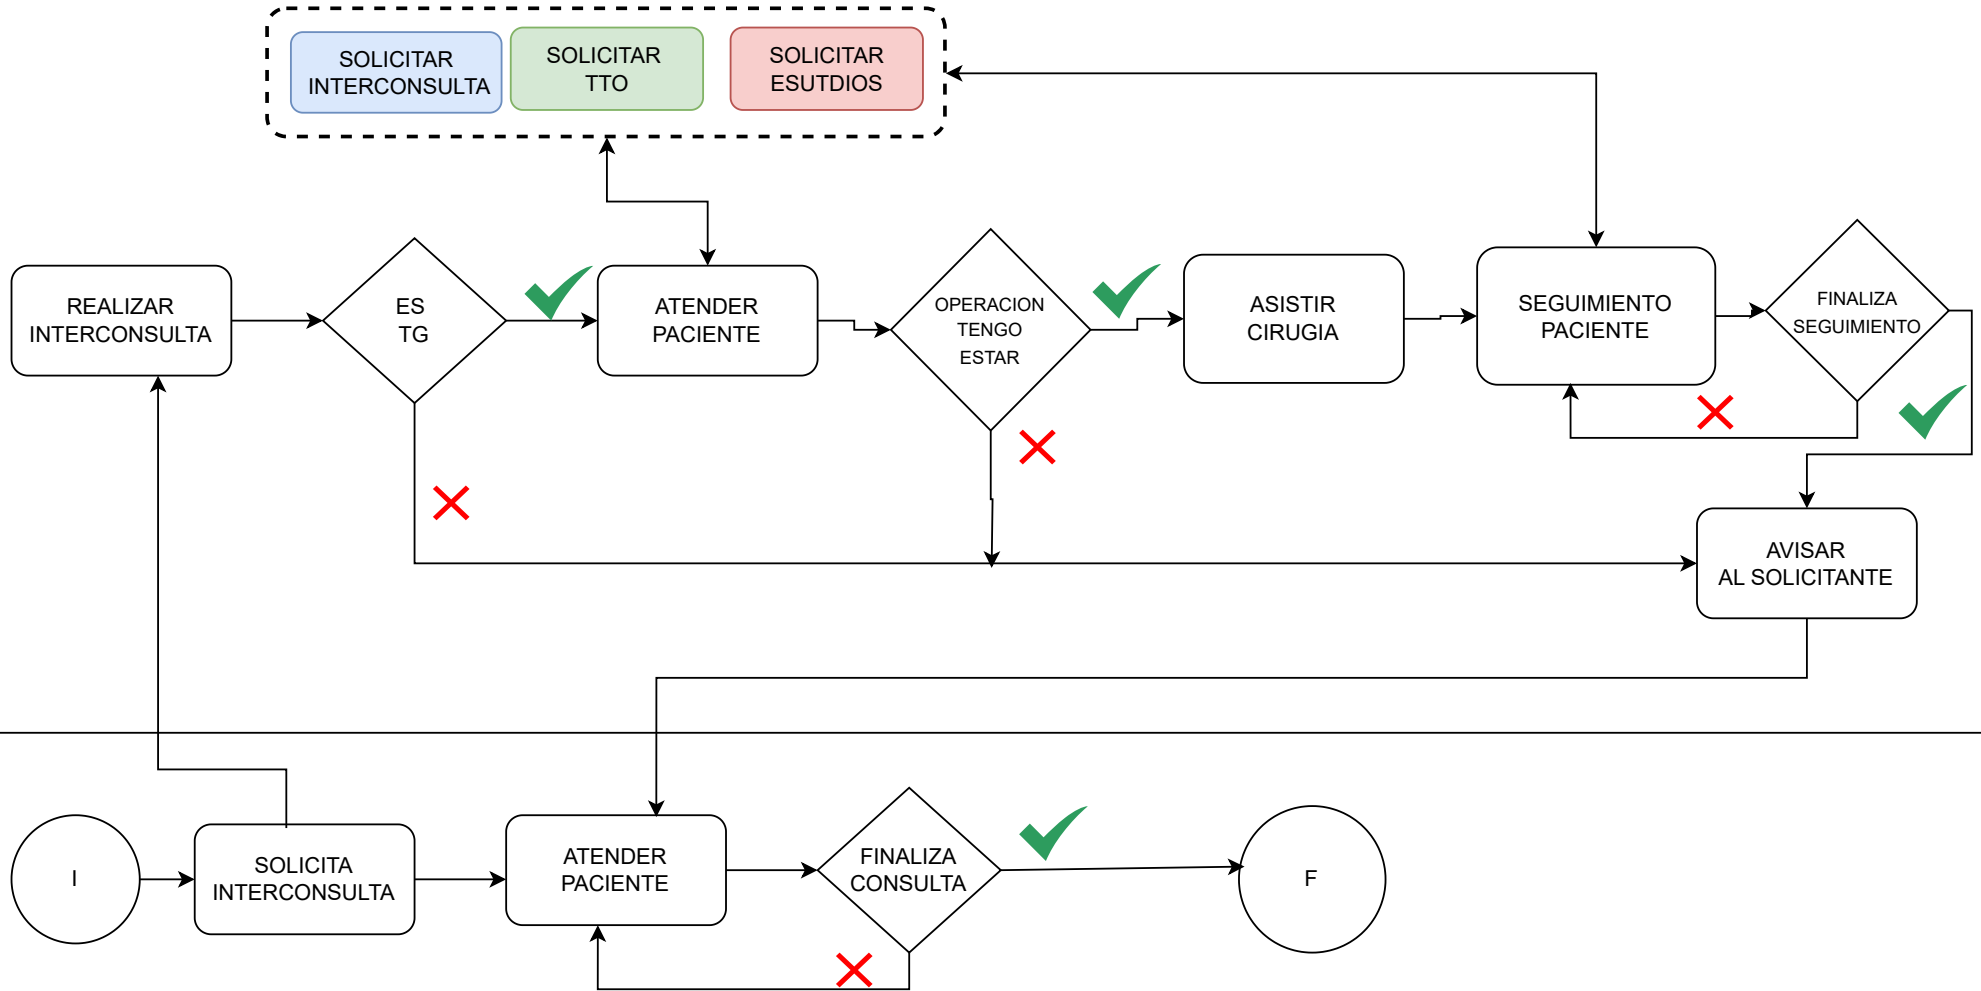 SOLICITAR
INTERCONSULTA
SOLICITAR
TTO
SOLICITAR
ESUTDIOS
REALIZAR
INTERCONSULTA
ES
TG
ATENDER
PACIENTE
OPERACION
TENGO
ESTAR
ASISTIR
CIRUGIA
SEGUIMIENTO
PACIENTE
FINALIZA
SEGUIMIENTO
AVISAR
AL SOLICITANTE
I
SOLICITA
INTERCONSULTA
ATENDER
PACIENTE
FINALIZA
CONSULTA
F